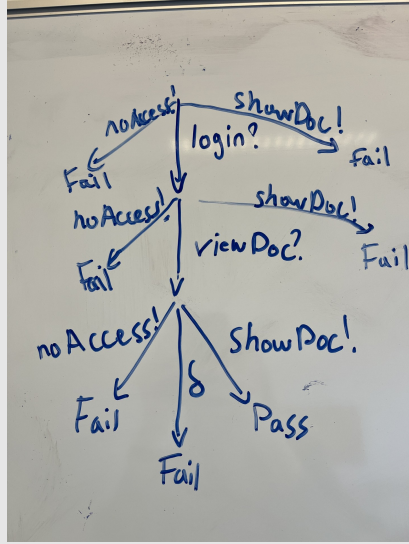 noAccess! showDoc!
login?
Fail Fail
noAccess! showDoc!
viewDoc?
Fail Fail
noAccess! showDoc!
δ
Fail Pass
Fail